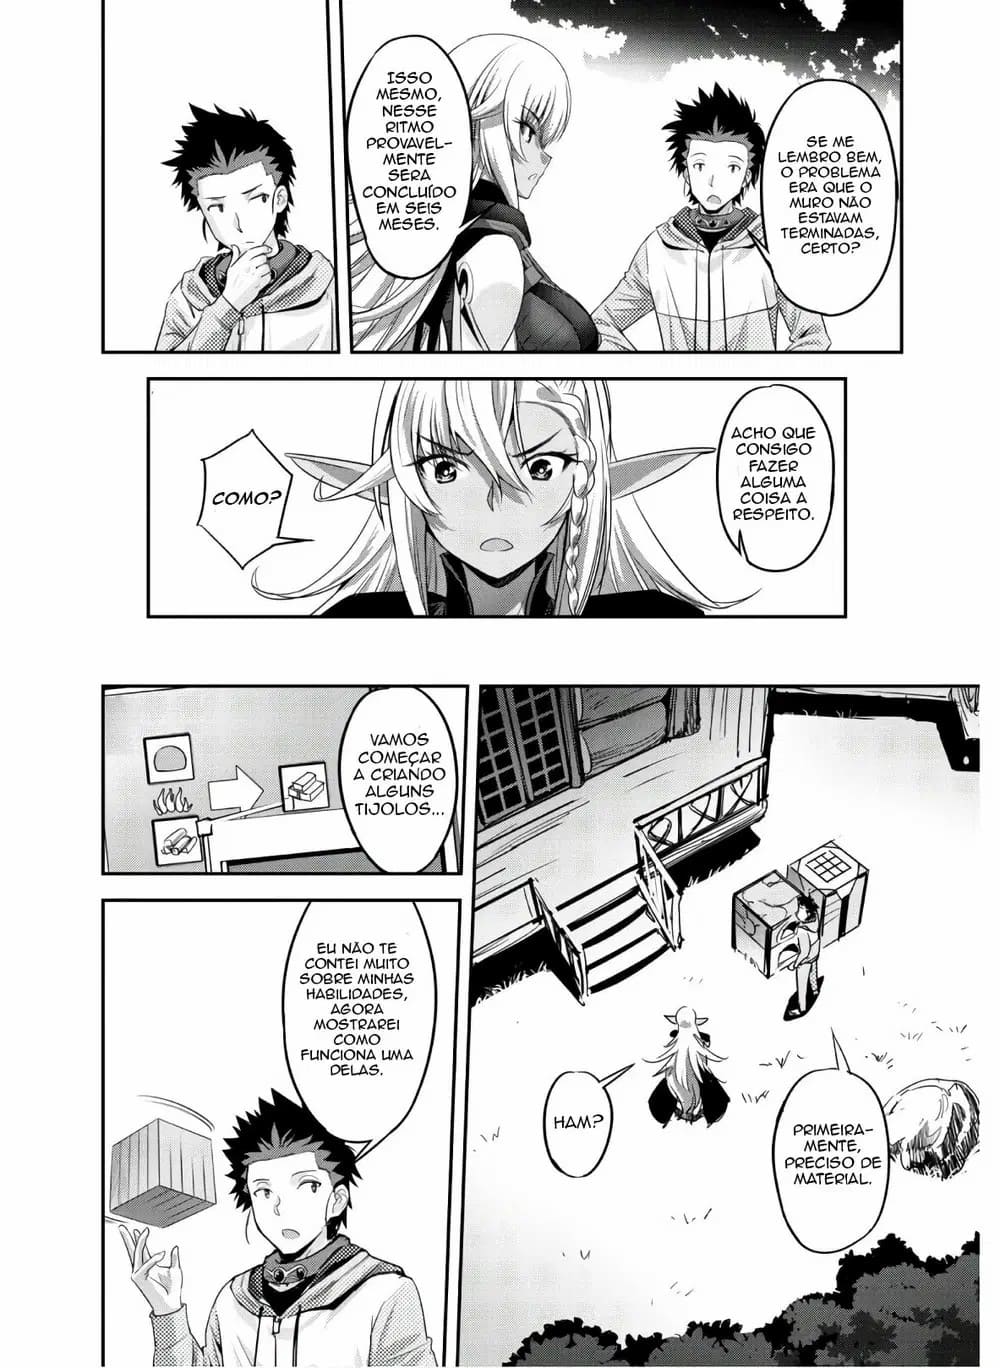 SE ME
LEMBRO BEM,
O PROBLEMA
ERA QUE O
MURO NÃO
ESTAVAM
TERMINADAS,
CERTO?
ISSO
MESMO,
NESSE
RITMO
PROVAVEL-
MENTE
SERA
CONCLUÍDO
EM SEIS
MESES.
ACHO QUE
CONSIGO
FAZER
ALGUMA
COISA A
RESPEITO.
COMO?
PRIMEIRA-
MENTE,
PRECISO DE
MATERIAL.
HAM?
VAMOS
COMEÇAR
A CRIANDO
ALGUNS
TIJOLOS...
EU NÃO TE
CONTEI MUITO
SOBRE MINHAS
HABILIDADES,
AGORA
MOSTRAREI
COMO
FUNCIONA UMA
DELAS.